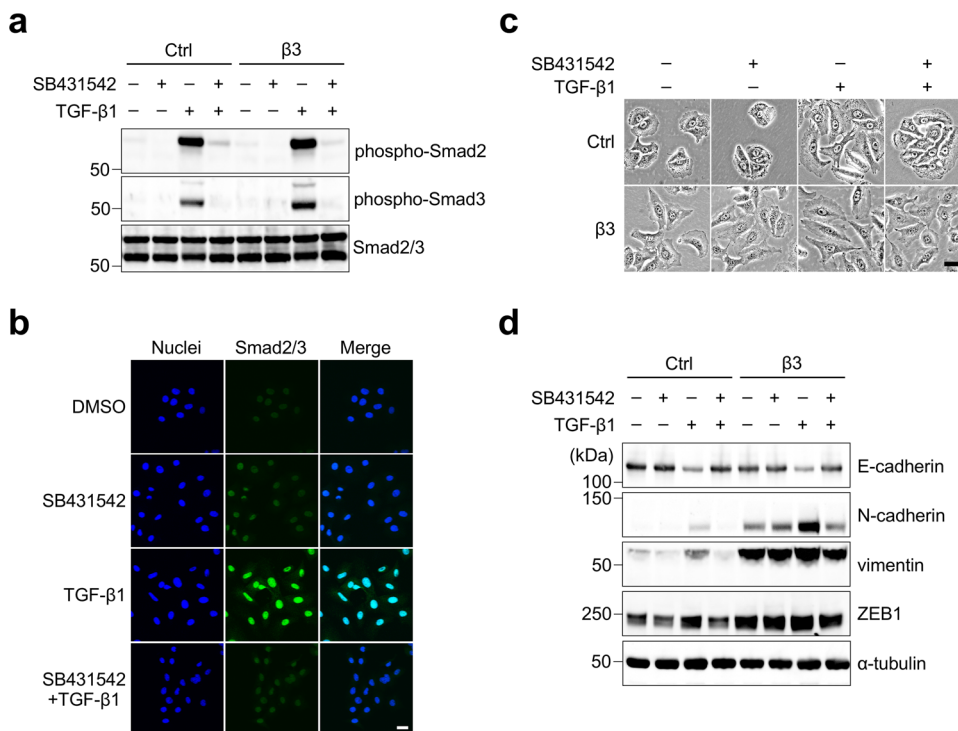 a
Ctrl β3
SB431542 – + – + – + – +
TGF-β1 – – + + – – + +
phospho-Smad2
50
phospho-Smad3
50
Smad2/3
50
b
Nuclei Smad2/3 Merge
DMSO
SB431542
TGF-β1
SB431542
+TGF-β1
c
SB431542 – + – +
TGF-β1 – – + +
Ctrl
β3
d
Ctrl β3
SB431542 – + – + – + – +
TGF-β1 – – + + – – + +
(kDa)
E-cadherin
100
150
N-cadherin
vimentin
50
250
ZEB1
50
α-tubulin